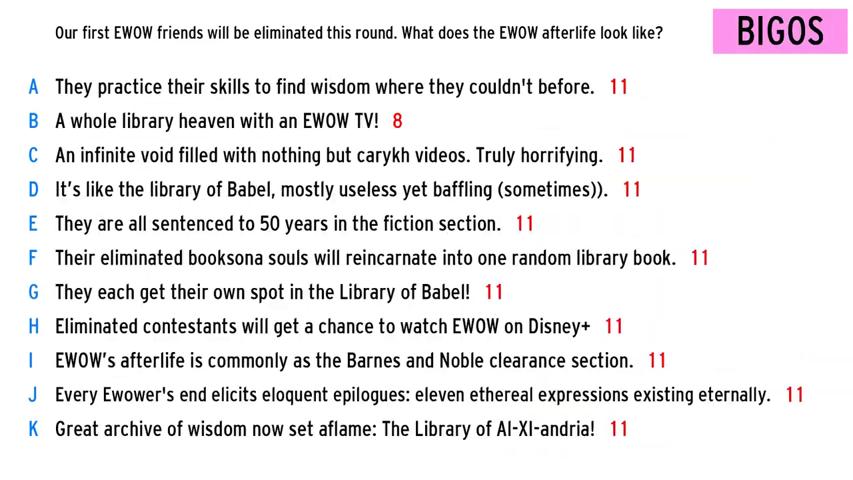 Our first EWOW friends will be eliminated this round. What does the EWOW afterlife look like?
BIGOS
A They practice their skills to find wisdom where they couldn't before. 11
B A whole library heaven with an EWOW TV! 8
C An infinite void filled with nothing but carykh videos. Truly horrifying. 11
D It’s like the library of Babel, mostly useless yet baffling (sometimes)). 11
E They are all sentenced to 50 years in the fiction section. 11
F Their eliminated booksona souls will reincarnate into one random library book. 11
G They each get their own spot in the Library of Babel! 11
H Eliminated contestants will get a chance to watch EWOW on Disney+ 11
I EWOW’s afterlife is commonly as the Barnes and Noble clearance section. 11
J Every Ewower's end elicits eloquent epilogues: eleven ethereal expressions existing eternally. 11
K Great archive of wisdom now set aflame: The Library of Al-XI-andria! 11